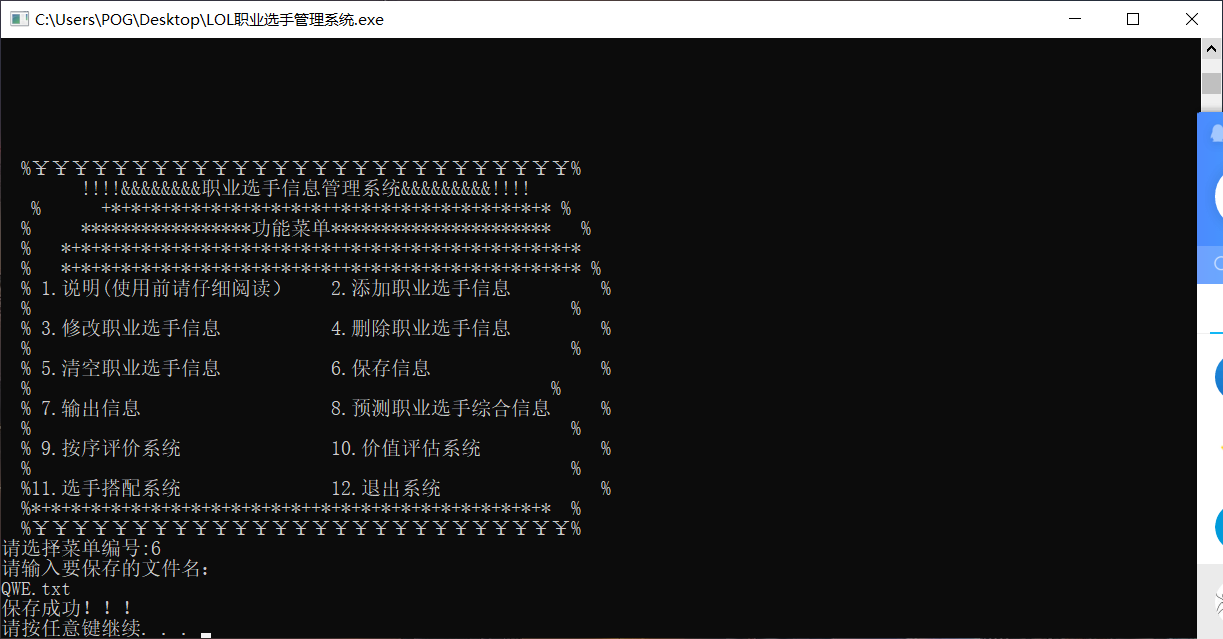 C:\Users\POG\Desktop\LOL职业选手管理系统.exe
%￥￥￥￥￥￥￥￥￥￥￥￥￥￥￥￥￥￥￥￥￥￥￥￥￥￥￥%
!!!!&&&&&&&&职业选手信息管理系统&&&&&&&&&!!!!
% +*+*+*+*+*+*+*+*+*+*+*++*+*+*+*+*+*+*+*+*+*+* %
% *****************功能菜单********************** %
% *+*+*+*+*+*+*+*+*+*+*+*+*++*+*+*+*+*+*+*+*+*+*+*+*+*
% *+*+*+*+*+*+*+*+*+*+*+*+*++*+*+*+*+*+*+*+*+*+*+*+*+* %
% 1.说明(使用前请仔细阅读） 2.添加职业选手信息 %
% %
% 3.修改职业选手信息 4.删除职业选手信息 %
% %
% 5.清空职业选手信息 6.保存信息 %
% %
% 7.输出信息 8.预测职业选手综合信息 %
% %
% 9.按序评价系统 10.价值评估系统 %
% %
%11.选手搭配系统 12.退出系统 %
%*+*+*+*+*+*+*+*+*+*+*+*+*+*++*+*+*+*+*+*+*+*+*+*+*+* %
%￥￥￥￥￥￥￥￥￥￥￥￥￥￥￥￥￥￥￥￥￥￥￥￥￥￥￥%
请选择菜单编号:6
请输入要保存的文件名:
QWE.txt
保存成功！！！
请按任意键继续. . .